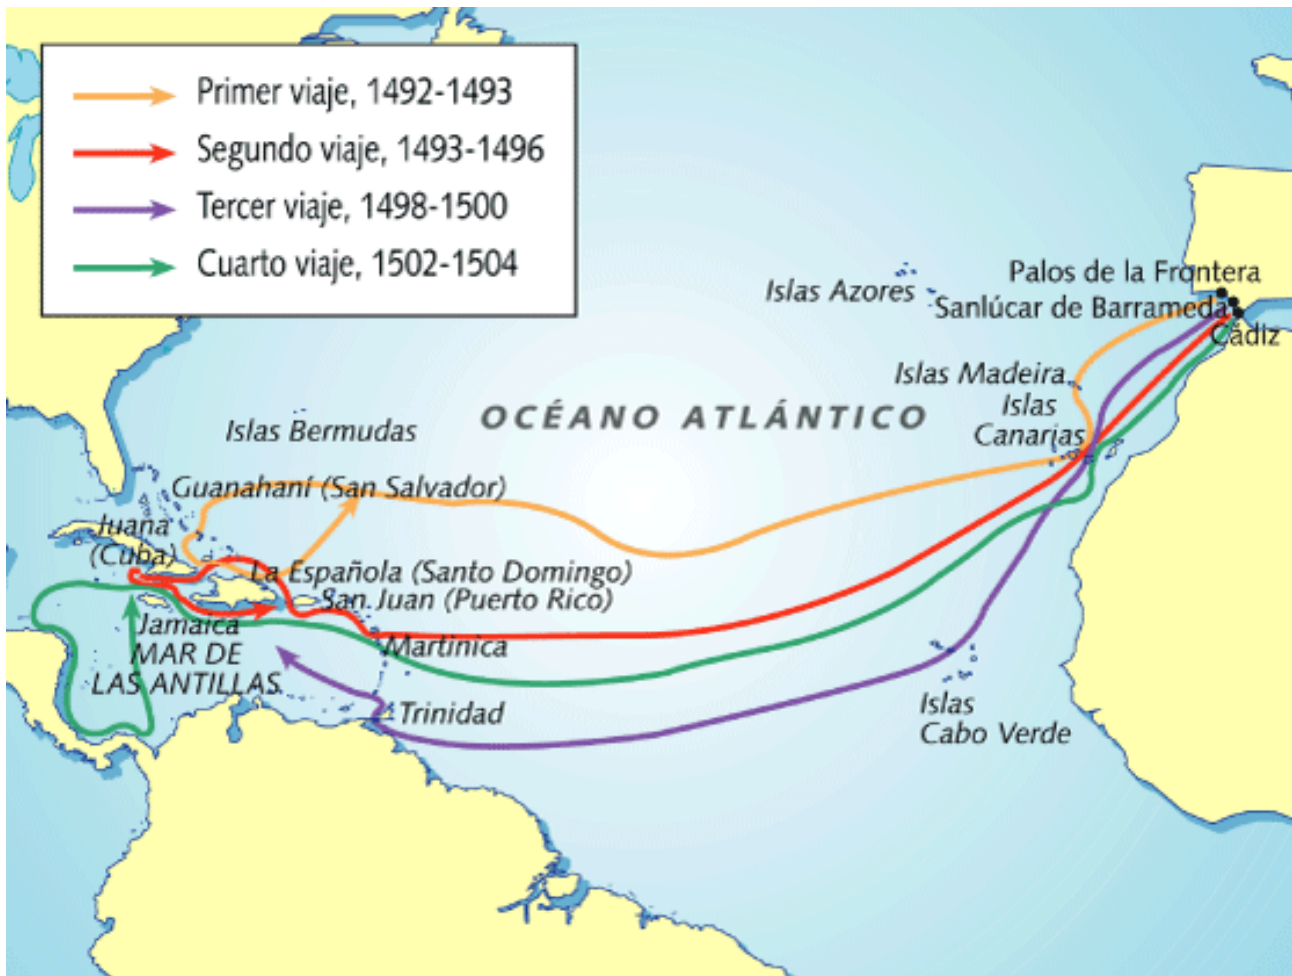 Primer viaje, 1492-1493
Segundo viaje, 1493-1496
Tercer viaje, 1498-1500
Cuarto viaje, 1502-1504
Palos de la Frontera
Islas Azores
Sanlúcar de Barrameda
Cádiz
Islas Madeira
Islas
Canarias
OCÉANO ATLÁNTICO
Islas Bermudas
Guanahaní (San Salvador)
Juana
(Cuba)
La Española (Santo Domingo)
San Juan (Puerto Rico)
Jamaica
Martinica
MAR DE
LAS ANTILLAS
Trinidad
Islas
Cabo Verde